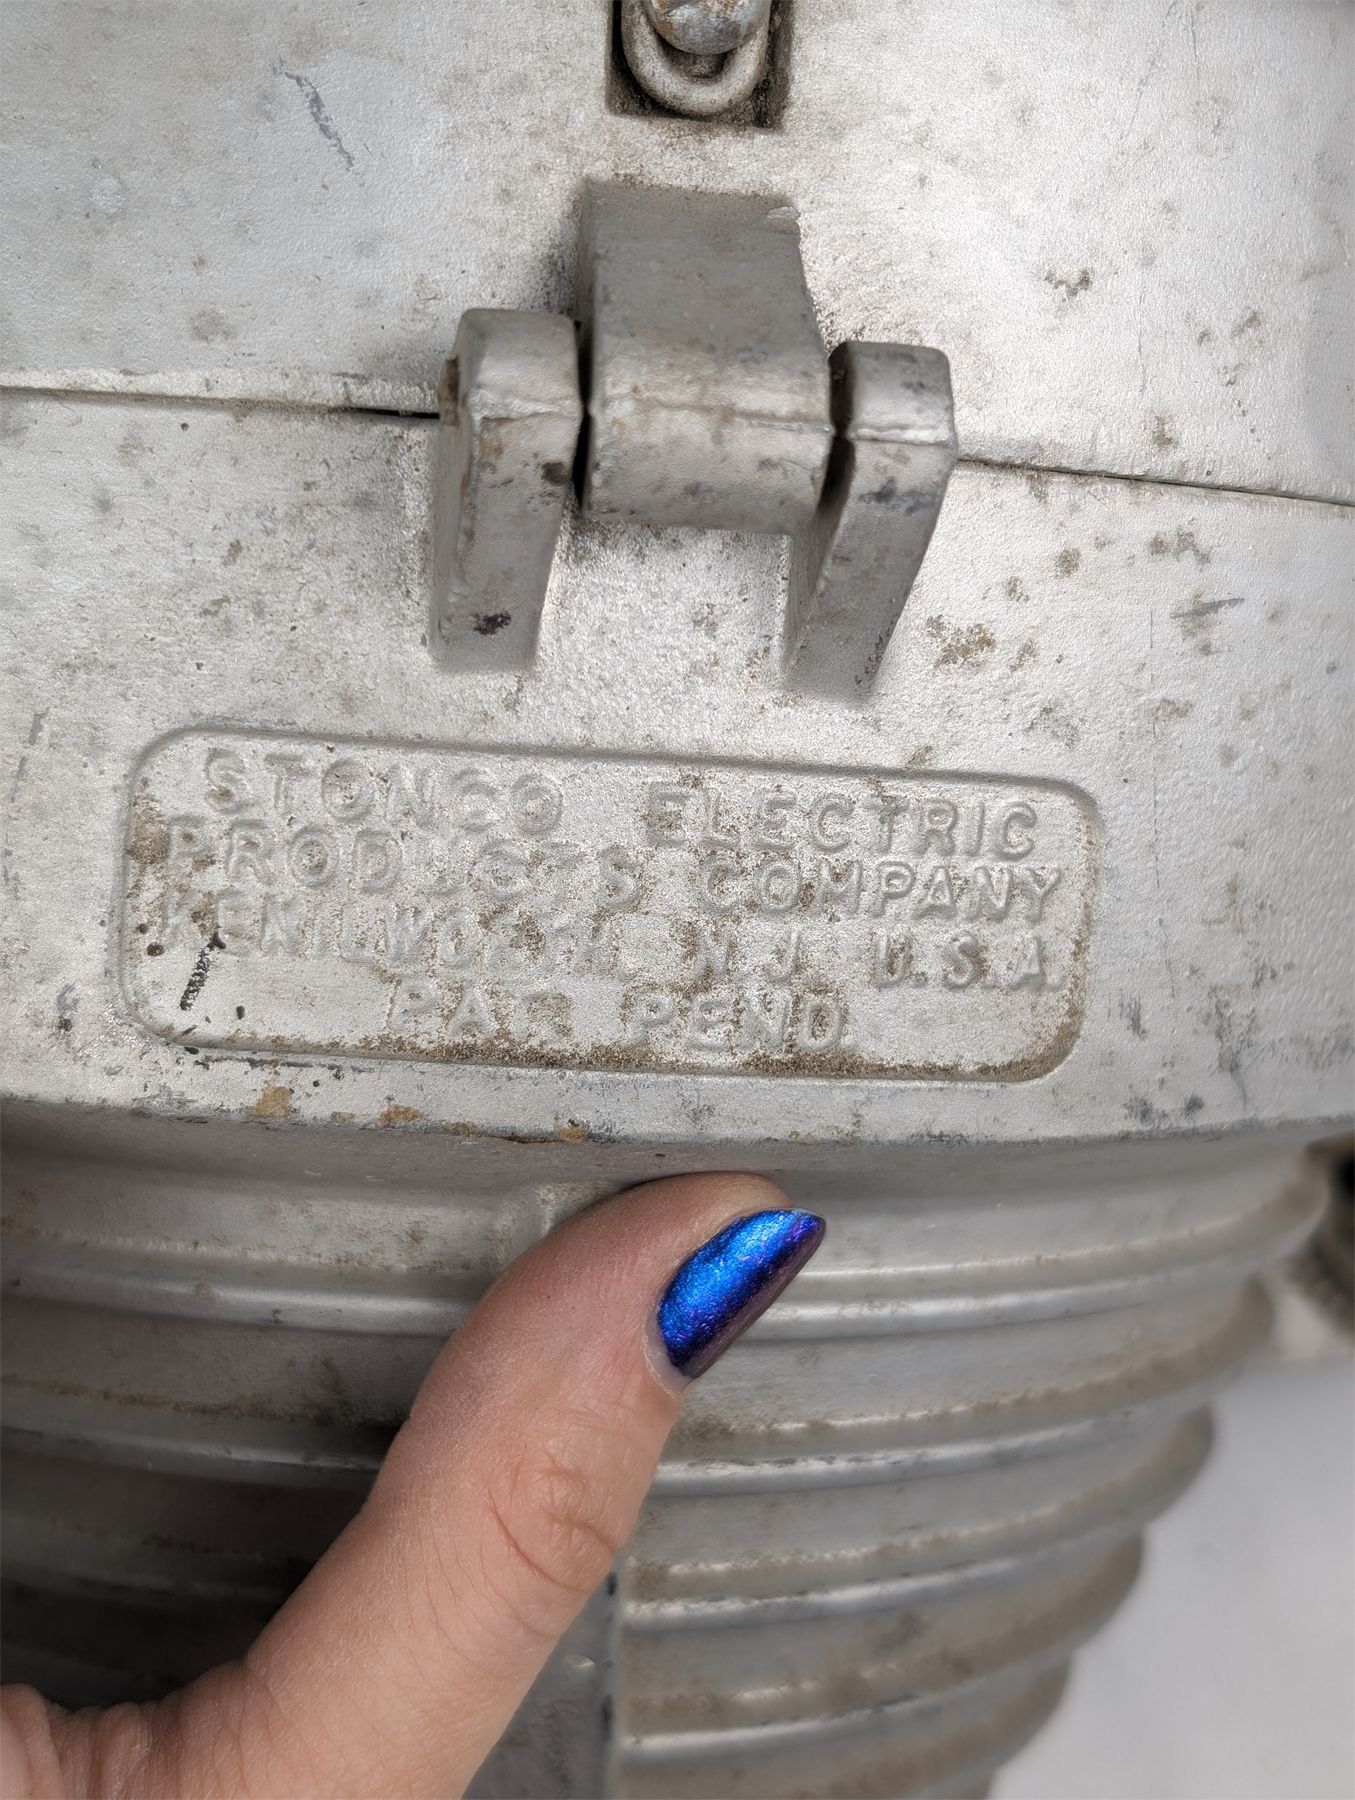 STONCO ELECTRIC
PRODUCTS COMPANY
KENILWORTH, N.J. U.S.A.
PAT. PEND.